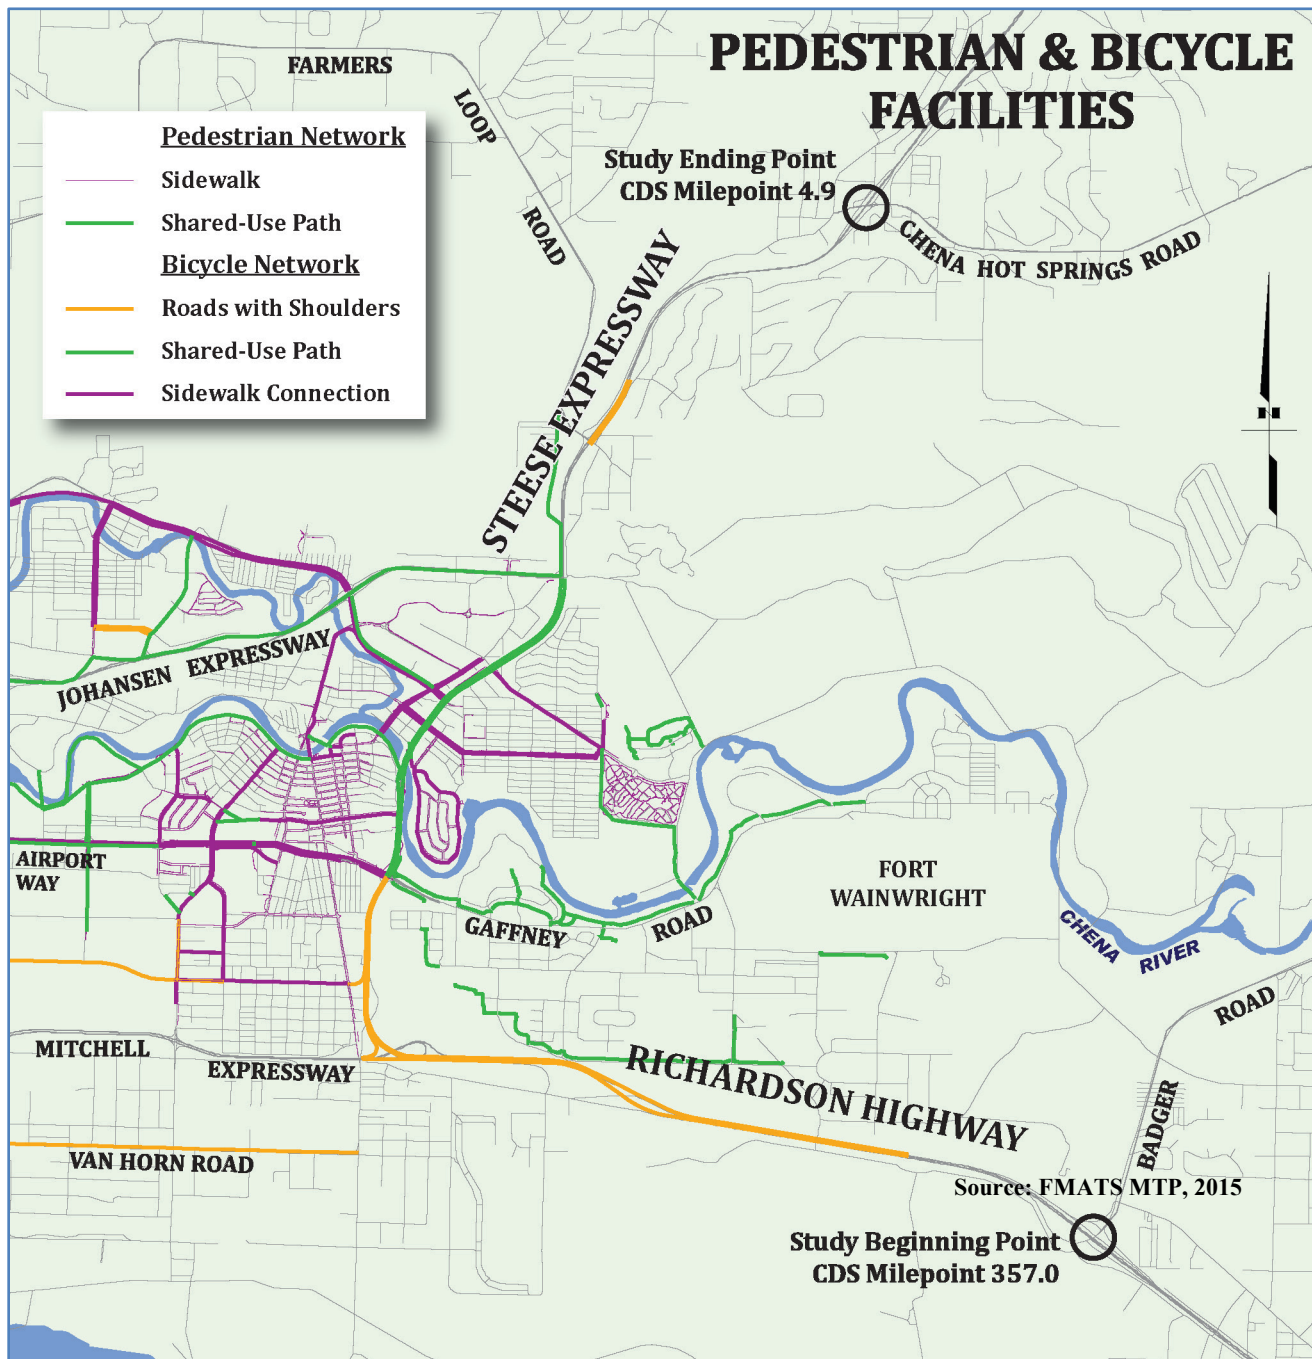 PEDESTRIAN & BICYCLE
FACILITIES
FARMERS
LOOP
ROAD
Pedestrian Network
Sidewalk
Shared-Use Path
Bicycle Network
Roads with Shoulders
Shared-Use Path
Sidewalk Connection
Study Ending Point
CDS Milepoint 4.9
CHENA HOT SPRINGS ROAD
STEESE EXPRESSWAY
N
JOHANSEN EXPRESSWAY
AIRPORT
WAY
FORT
WAINWRIGHT
GAFFNEY
ROAD
CHENA
RIVER
ROAD
BADGER
MITCHELL
EXPRESSWAY
RICHARDSON HIGHWAY
VAN HORN ROAD
Source: FMATS MTP, 2015
Study Beginning Point
CDS Milepoint 357.0